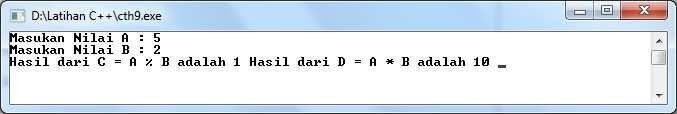 D:\Latihan C++\cth9.exe
Masukan Nilai A : 5
Masukan Nilai B : 2
Hasil dari C = A % B adalah 1 Hasil dari D = A * B adalah 10 _